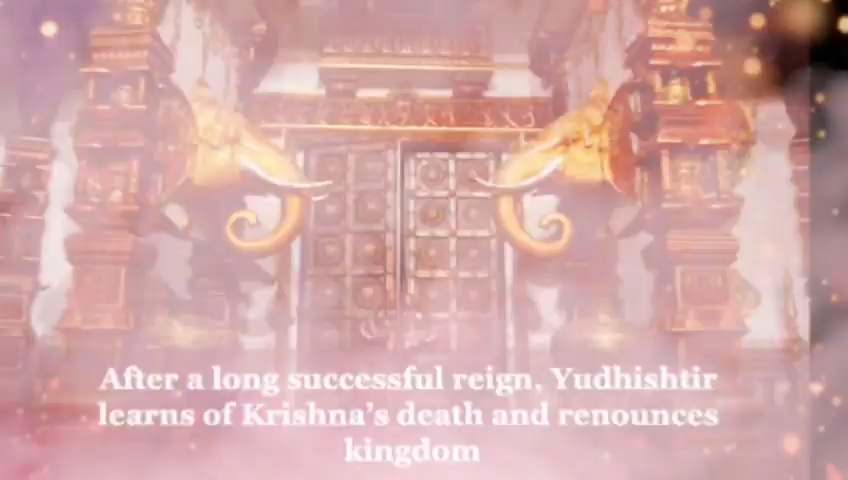 After a long successful reign, Yudhishtir
learns of Krishna's death and renounces
kingdom